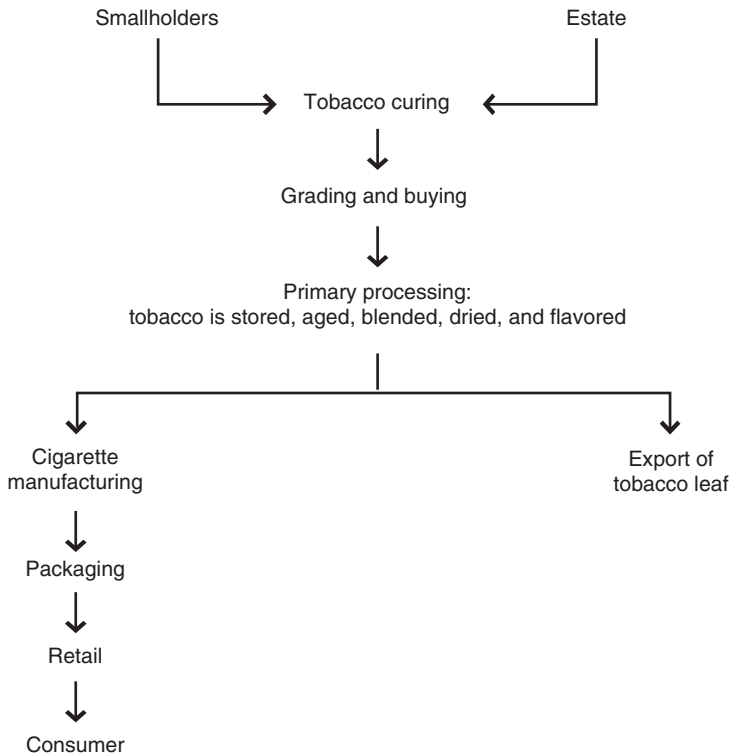 Smallholders
Estate
Tobacco curing
Grading and buying
Primary processing:
tobacco is stored, aged, blended, dried, and flavored
Cigarette
manufacturing
Export of
tobacco leaf
Packaging
Retail
Consumer